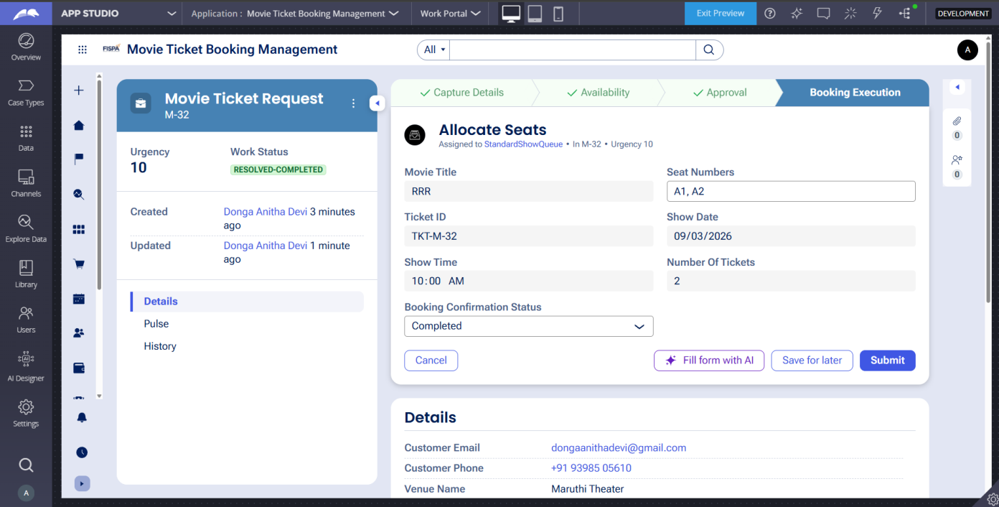 APP STUDIO
Application : Movie Ticket Booking Management
Work Portal
Exit Preview
DEVELOPMENT
Overview
Case Types
Data
Channels
Explore Data
Library
Users
AI
AI Designer
Settings
A
FISPA
Movie Ticket Booking Management
All
A
Movie Ticket Request
M-32
Urgency
10
Work Status
RESOLVED-COMPLETED
Created
Donga Anitha Devi 3 minutes
ago
Updated
Donga Anitha Devi 1 minute
ago
Details
Pulse
History
Capture Details
Availability
Approval
Booking Execution
Allocate Seats
Assigned to StandardShowQueue • In M-32 • Urgency 10
Movie Title
RRR
Seat Numbers
A1, A2
Ticket ID
TKT-M-32
Show Date
09/03/2026
Show Time
10:00 AM
Number Of Tickets
2
Booking Confirmation Status
Completed
Cancel
Fill form with AI
Save for later
Submit
Details
Customer Email
dongaanithadevi@gmail.com
Customer Phone
+91 93985 05610
Venue Name
Maruthi Theater
0
0